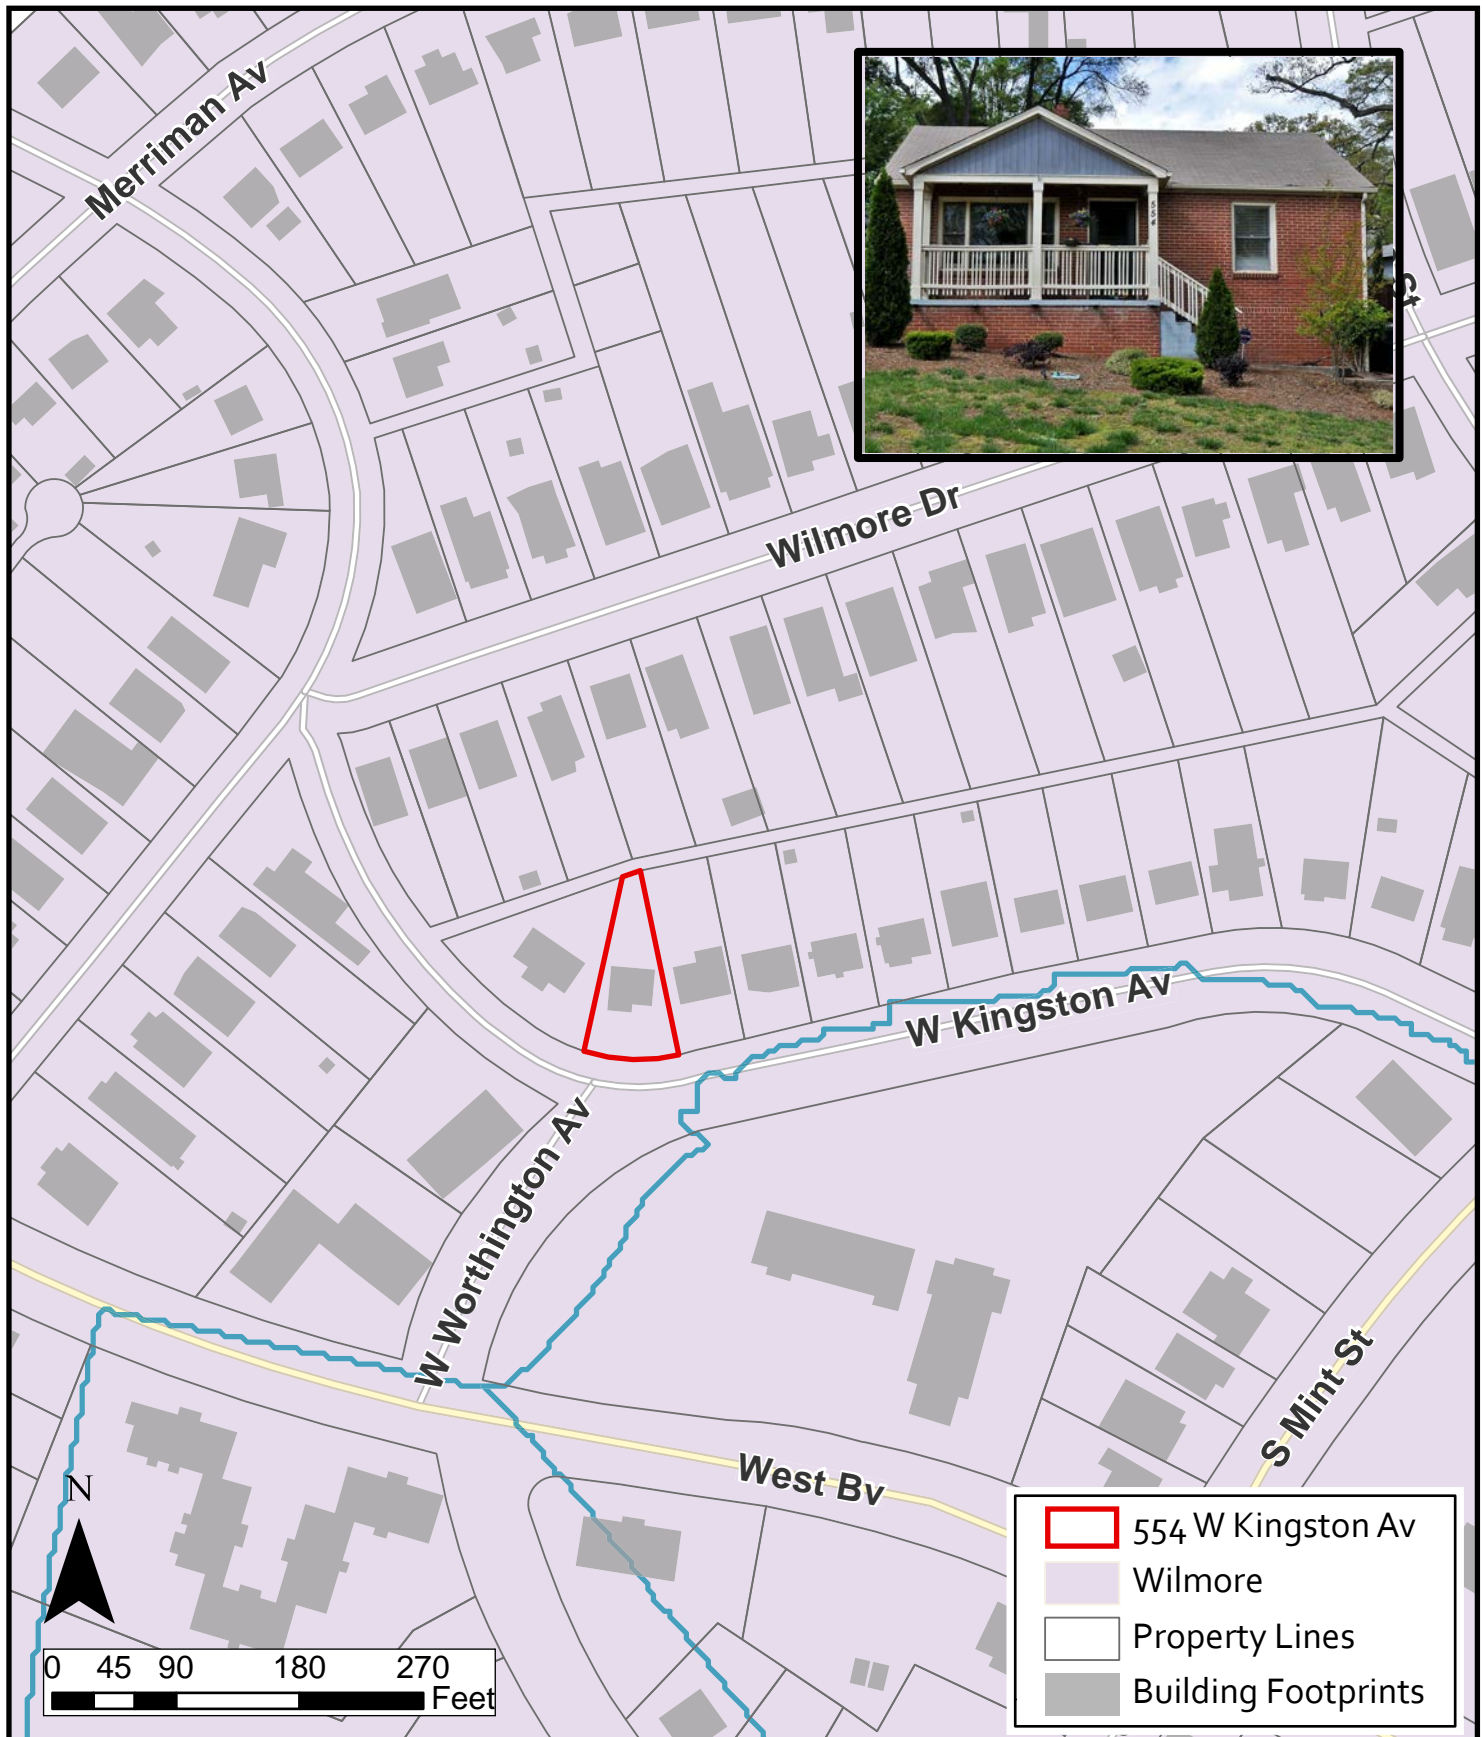 Merriman Av
554
St
Wilmore Dr
W Kingston Av
W Worthington Av
S Mint St
West Bv
N
0 45 90 180 270
Feet
554 W Kingston Av
Wilmore
Property Lines
Building Footprints